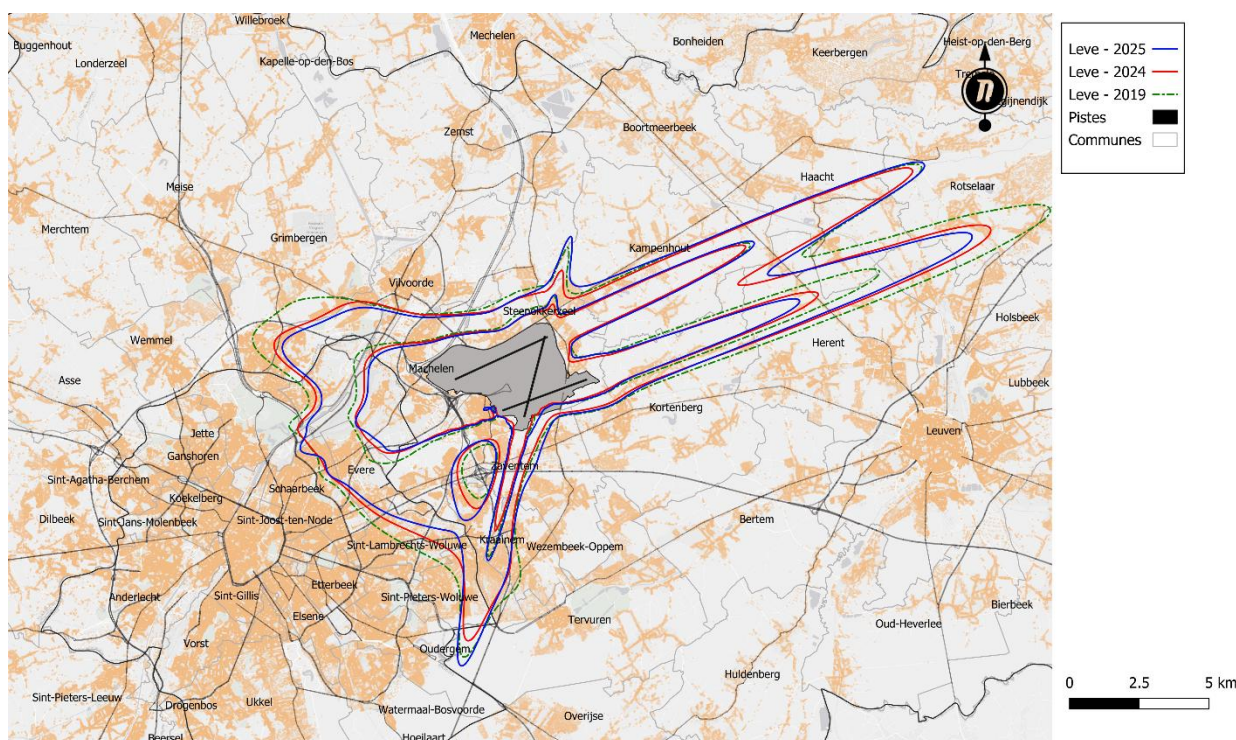 Willebroek
Mechelen
Bonheiden
Heist-op-den-Berg
Buggenhout
Londerzeel
Kapelle-op-den-Bos
Keerbergen
Zemst
Boortmeerbeek
Meise
Haacht
Rotselaar
Merchtem
Grimbergen
Kampenhout
Vilvoorde
Steenokkerzeel
Holsbeek
Wemmel
Herent
Asse
Machelen
Lubbeek
Kortenberg
Jette
Leuven
Ganshoren
Evere
Zaventem
Sint-Agatha-Berchem
Koekelberg
Schaarbeek
Dilbeek
Sint-Jans-Molenbeek
Sint-Joost-ten-Node
Bertem
Sint-Lambrechts-Woluwe
Kraainem
Wezembeek-Oppem
Etterbeek
Anderlecht
Sint-Gillis
Sint-Pieters-Woluwe
Bierbeek
Elsene
Tervuren
Oud-Heverlee
Vorst
Oudergem
Huldenberg
Sint-Pieters-Leeuw
Drogenbos
Ukkel
Watermaal-Bosvoorde
Overijse
Beersel
Hoeilaart
Leve - 2025
Leve - 2024
Leve - 2019
Pistes
Communes
0 2.5 5 km